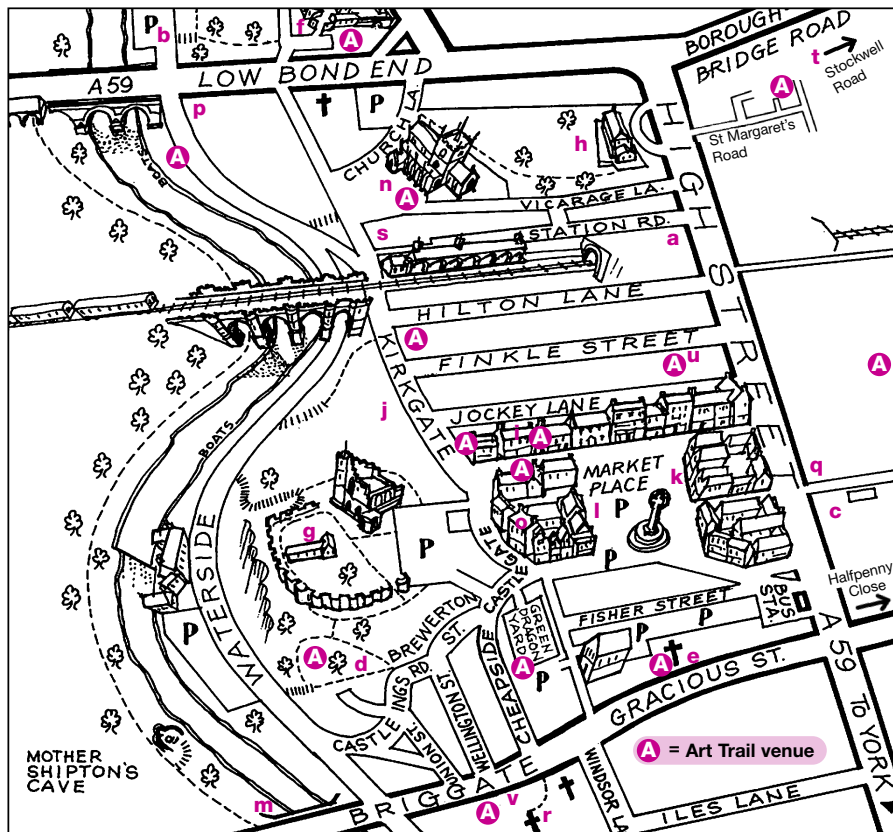 BOROUGH-
BRIDGE ROAD
t
Stockwell
Road
P
b
f
A
A59
LOW BOND END
p
P
CHURCH LA.
h
A
St Margaret's
Road
BOATS
A
n
A
VICARAGE LA.
HIGH STREET
s
STATION RD.
a
HILTON LANE
KIRKGATE
A
FINKLE STREET
A
u
A
j
JOCKEY LANE
A
i
A
BOATS
A
MARKET
PLACE
k
q
g
P
o
l
P
c
CASTLEGATE
P
WATERSIDE
BREWERTON
ST.
GREEN
DRAGON
YARD
FISHER STREET
P
P
BUS
STA.
Halfpenny
Close
P
A
d
CHEAPSIDE
A
P
A
e
A59
TO YORK
CASTLE
INGS RD.
UNION ST
WELLINGTON ST
GRACIOUS ST.
A = Art Trail venue
MOTHER
SHIPTON'S
CAVE
m
BRIGGATE
WINDSOR LA
ILES LANE
A
v
r